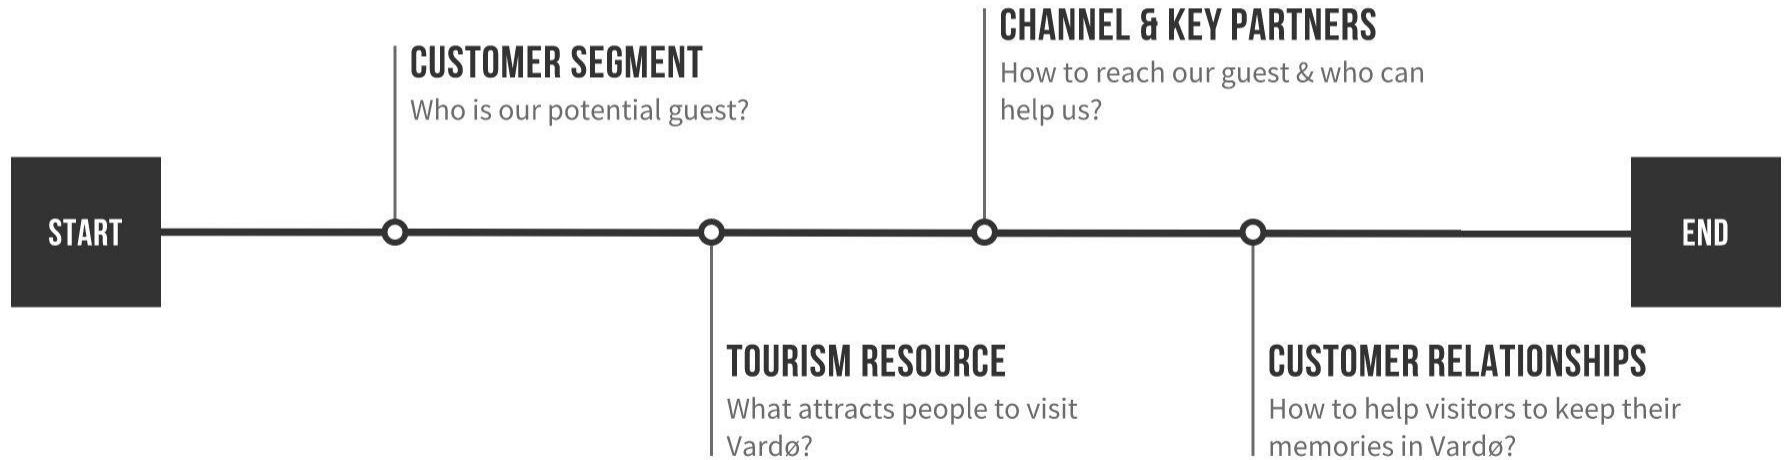 START
CUSTOMER SEGMENT
Who is our potential guest?
TOURISM RESOURCE
What attracts people to visit
Vardø?
CHANNEL & KEY PARTNERS
How to reach our guest & who can
help us?
CUSTOMER RELATIONSHIPS
How to help visitors to keep their
memories in Vardø?
END